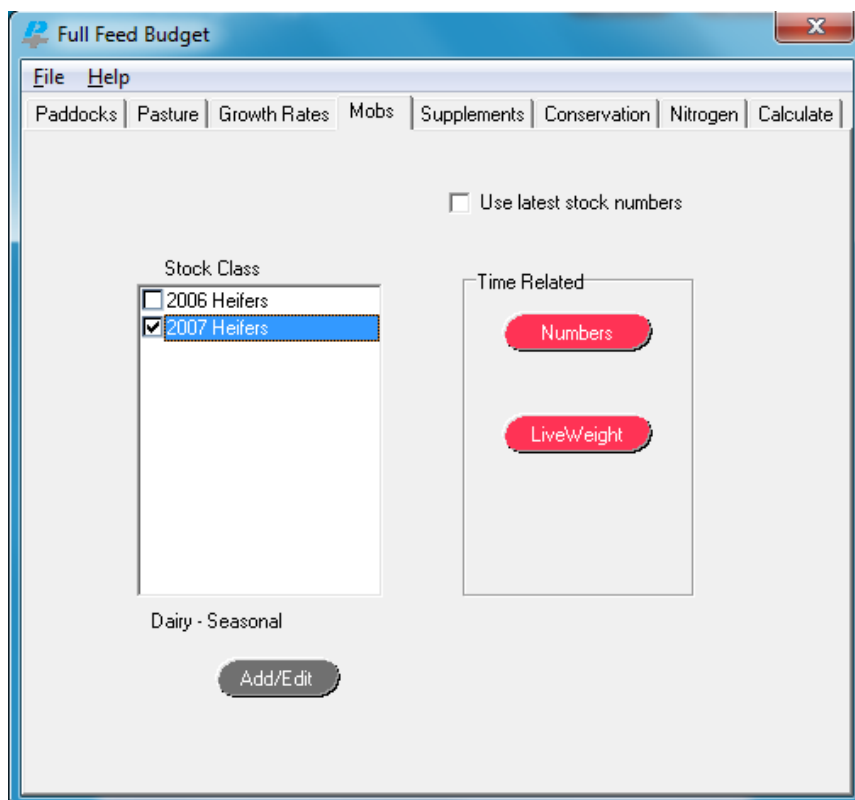 Full Feed Budget
File Help
Paddocks Pasture Growth Rates Mobs Supplements Conservation Nitrogen Calculate
Use latest stock numbers
Stock Class
2006 Heifers
2007 Heifers
Time Related
Numbers
LiveWeight
Dairy - Seasonal
Add/Edit